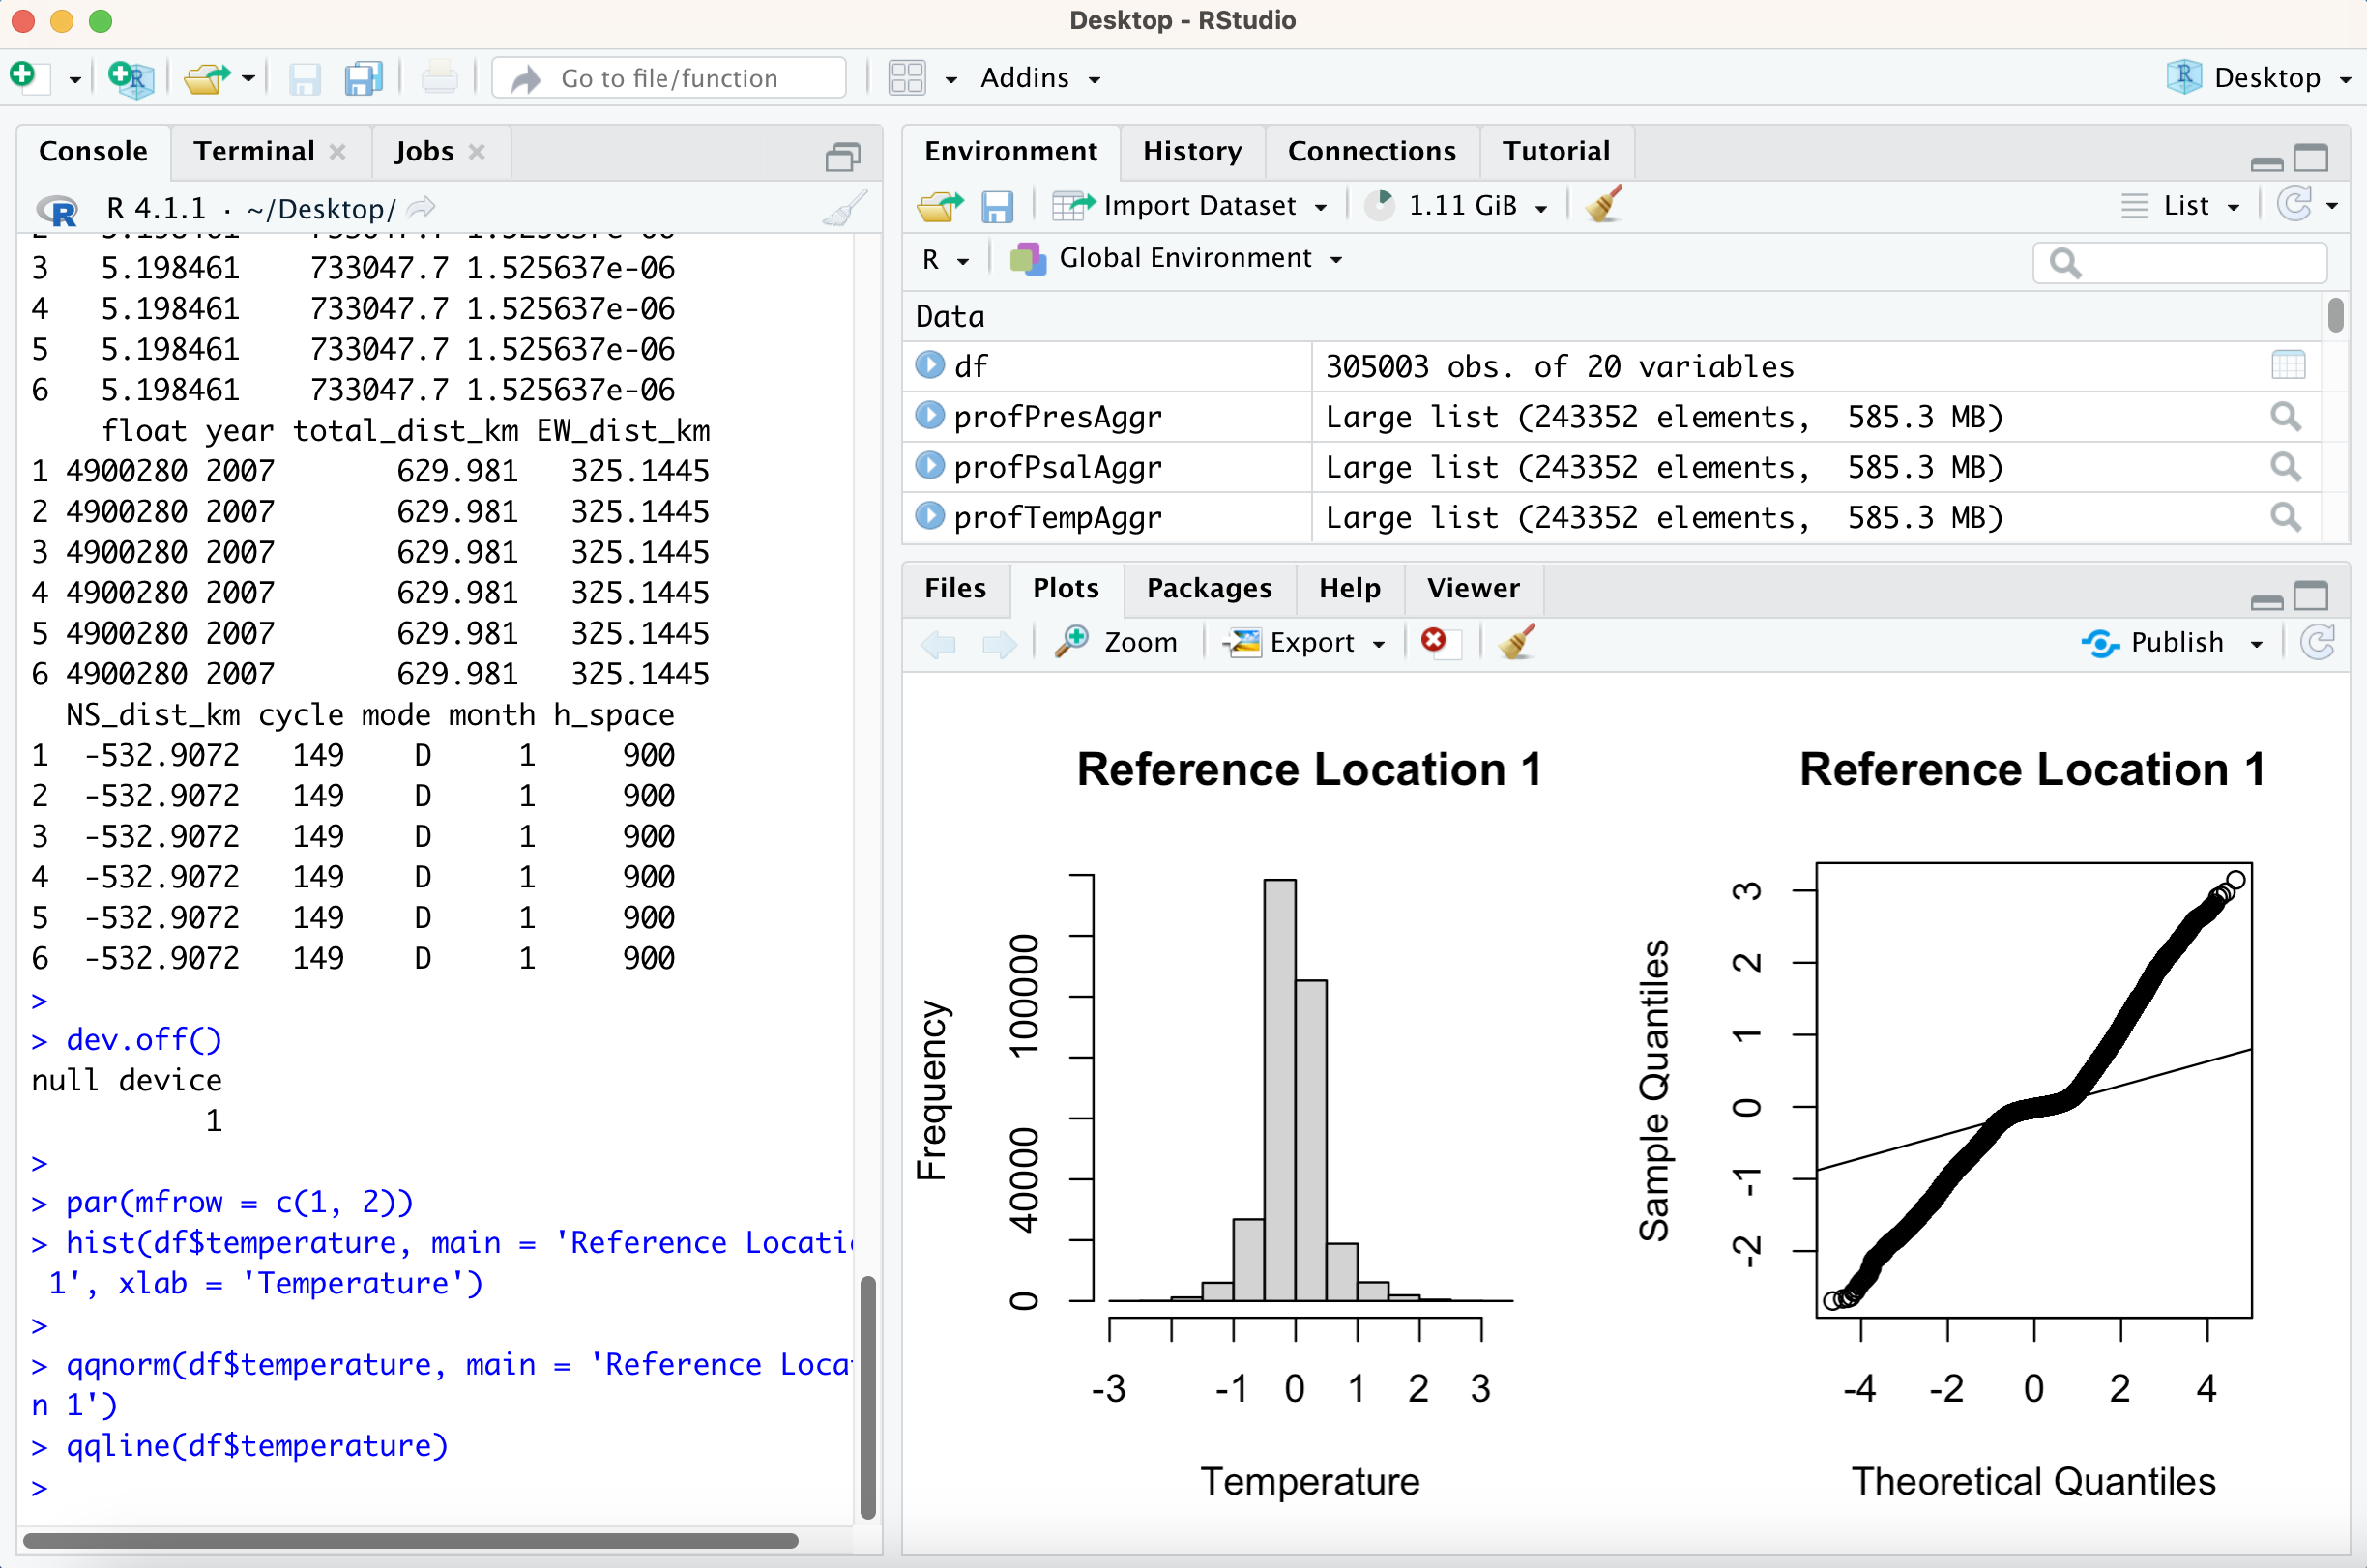 Desktop - RStudio
Go to file/function
Addins
Desktop
Console
Terminal
Jobs
R 4.1.1 · ~/Desktop/
3 5.198461 733047.7 1.525637e-06
4 5.198461 733047.7 1.525637e-06
5 5.198461 733047.7 1.525637e-06
6 5.198461 733047.7 1.525637e-06
float year total_dist_km EW_dist_km
1 4900280 2007 629.981 325.1445
2 4900280 2007 629.981 325.1445
3 4900280 2007 629.981 325.1445
4 4900280 2007 629.981 325.1445
5 4900280 2007 629.981 325.1445
6 4900280 2007 629.981 325.1445
NS_dist_km cycle mode month h_space
1 -532.9072 149 D 1 900
2 -532.9072 149 D 1 900
3 -532.9072 149 D 1 900
4 -532.9072 149 D 1 900
5 -532.9072 149 D 1 900
6 -532.9072 149 D 1 900
>
> dev.off()
null device
1
>
> par(mfrow = c(1, 2))
> hist(df$temperature, main = 'Reference Locatio
1', xlab = 'Temperature')
>
> qqnorm(df$temperature, main = 'Reference Locat
n 1')
> qqline(df$temperature)
>
Environment
History
Connections
Tutorial
Import Dataset
1.11 GiB
List
R
Global Environment
Data
df 305003 obs. of 20 variables
profPresAggr Large list (243352 elements, 585.3 MB)
profPsalAggr Large list (243352 elements, 585.3 MB)
profTempAggr Large list (243352 elements, 585.3 MB)
Files
Plots
Packages
Help
Viewer
Zoom
Export
Publish
Reference Location 1
Frequency
0 40000 100000
-3 -1 0 1 2 3
Temperature
Reference Location 1
Sample Quantiles
-2 -1 0 1 2 3
-4 -2 0 2 4
Theoretical Quantiles